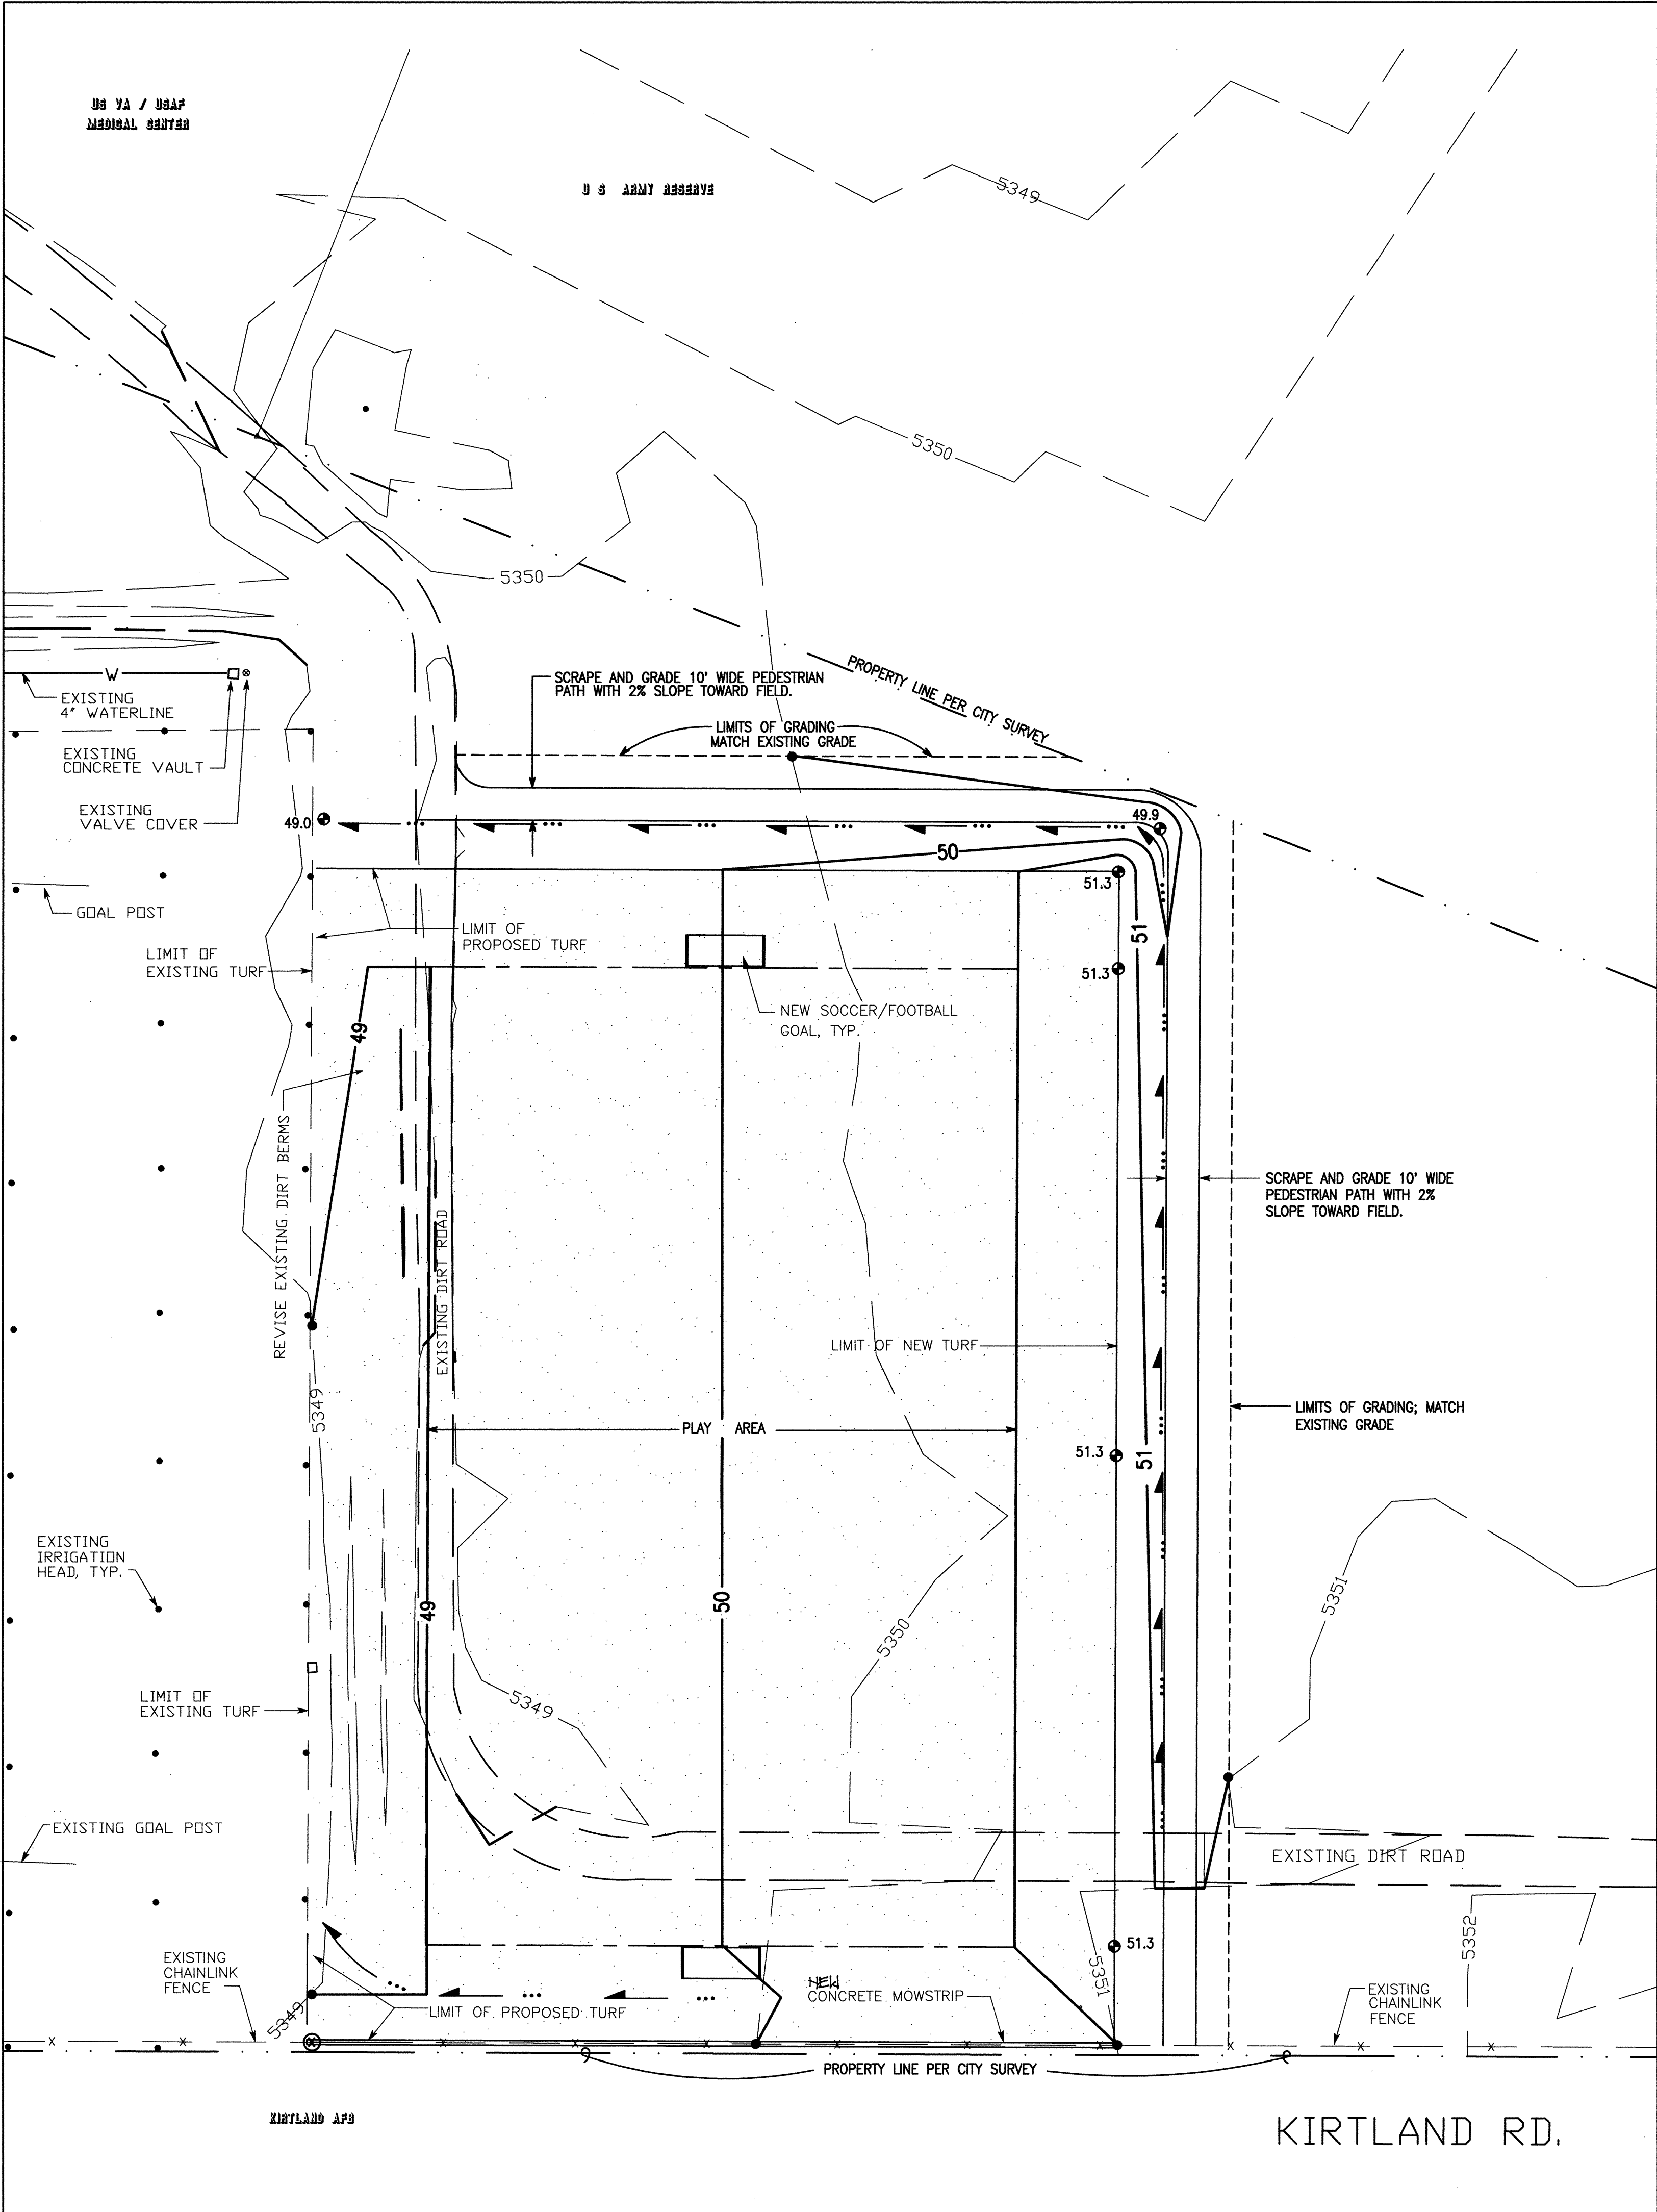 US VA / USAF
MEDICAL CENTER
U S ARMY RESERVE
5349
5350
5350
PROPERTY LINE PER CITY SURVEY
SCRAPE AND GRADE 10' WIDE PEDESTRIAN
PATH WITH 2% SLOPE TOWARD FIELD.
W
EXISTING
4" WATERLINE
LIMITS OF GRADING
MATCH EXISTING GRADE
EXISTING
CONCRETE VAULT
EXISTING
VALVE COVER
49.0
49.9
50
51.3
GOAL POST
LIMIT OF
PROPOSED TURF
51
LIMIT OF
EXISTING TURF
51.3
NEW SOCCER/FOOTBALL
GOAL, TYP.
49
REVISE EXISTING DIRT BERMS
EXISTING DIRT ROAD
SCRAPE AND GRADE 10' WIDE
PEDESTRIAN PATH WITH 2%
SLOPE TOWARD FIELD.
LIMIT OF NEW TURF
5349
LIMITS OF GRADING; MATCH
EXISTING GRADE
PLAY AREA
51.3
51
EXISTING
IRRIGATION
HEAD, TYP.
49
50
5350
5351
LIMIT OF
EXISTING TURF
5349
EXISTING GOAL POST
EXISTING DIRT ROAD
51.3
5352
EXISTING
CHAINLINK
FENCE
5351
NEW
CONCRETE MOWSTRIP
EXISTING
CHAINLINK
FENCE
5349
LIMIT OF PROPOSED TURF
X X X X X X X X X X X X
PROPERTY LINE PER CITY SURVEY
KIRTLAND AFB
KIRTLAND RD.